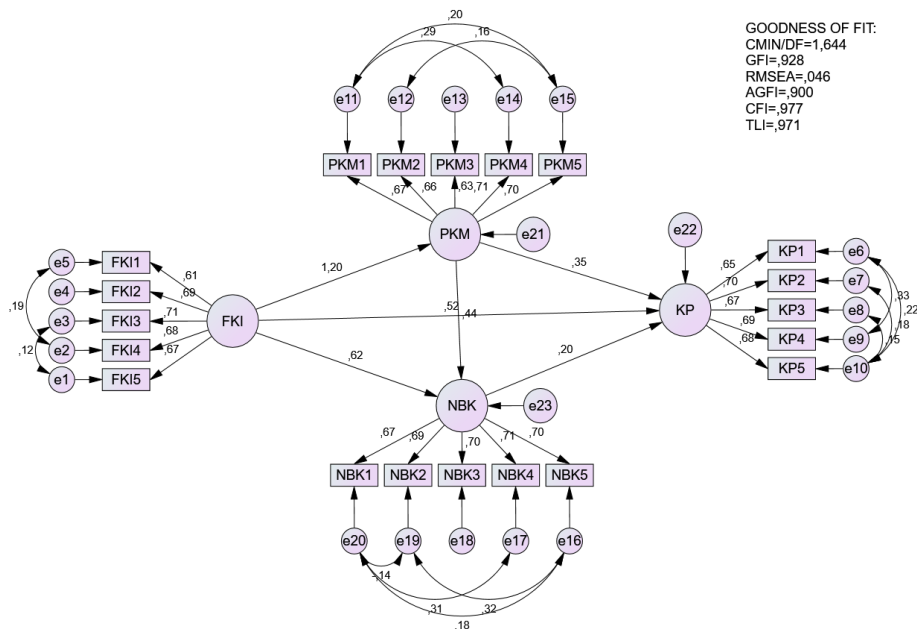 GOODNESS OF FIT:
CMIN/DF=1,644
GFI=,928
RMSEA=,046
AGFI=,900
CFI=,977
TLI=,971
,20
,29 ,16
e11 e12 e13 e14 e15
PKM1 PKM2 PKM3 PKM4 PKM5
,67 ,66 ,63 ,71 ,70
PKM e21
e22
e5 FKI1
e4 FKI2
e3 FKI3
e2 FKI4
e1 FKI5
,19
,12
,61
,69
,71
,68
,67
FKI
1,20
,35
,52
,44
,62
,20
KP
,65
,70
,67
,69
,68
KP1 e6
KP2 e7
KP3 e8
KP4 e9
KP5 e10
,33
,22
,18
,15
NBK e23
,67 ,69 ,70 ,71 ,70
NBK1 NBK2 NBK3 NBK4 NBK5
e20 e19 e18 e17 e16
-,14
,31 ,32
,18